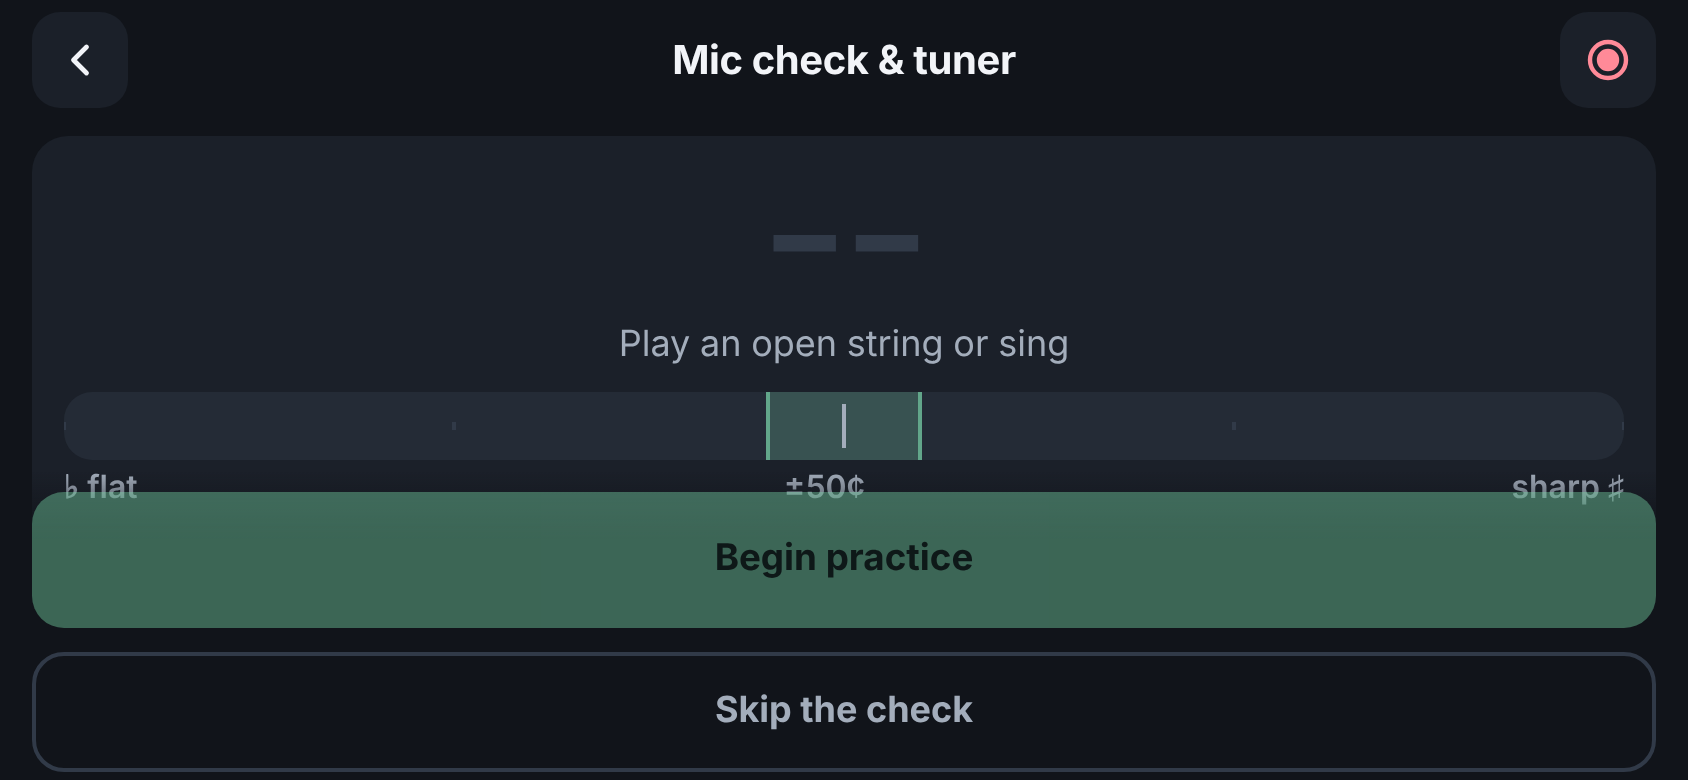 Mic check & tuner
– –
Play an open string or sing
♭ flat ±50¢ sharp ♯
Begin practice
Skip the check